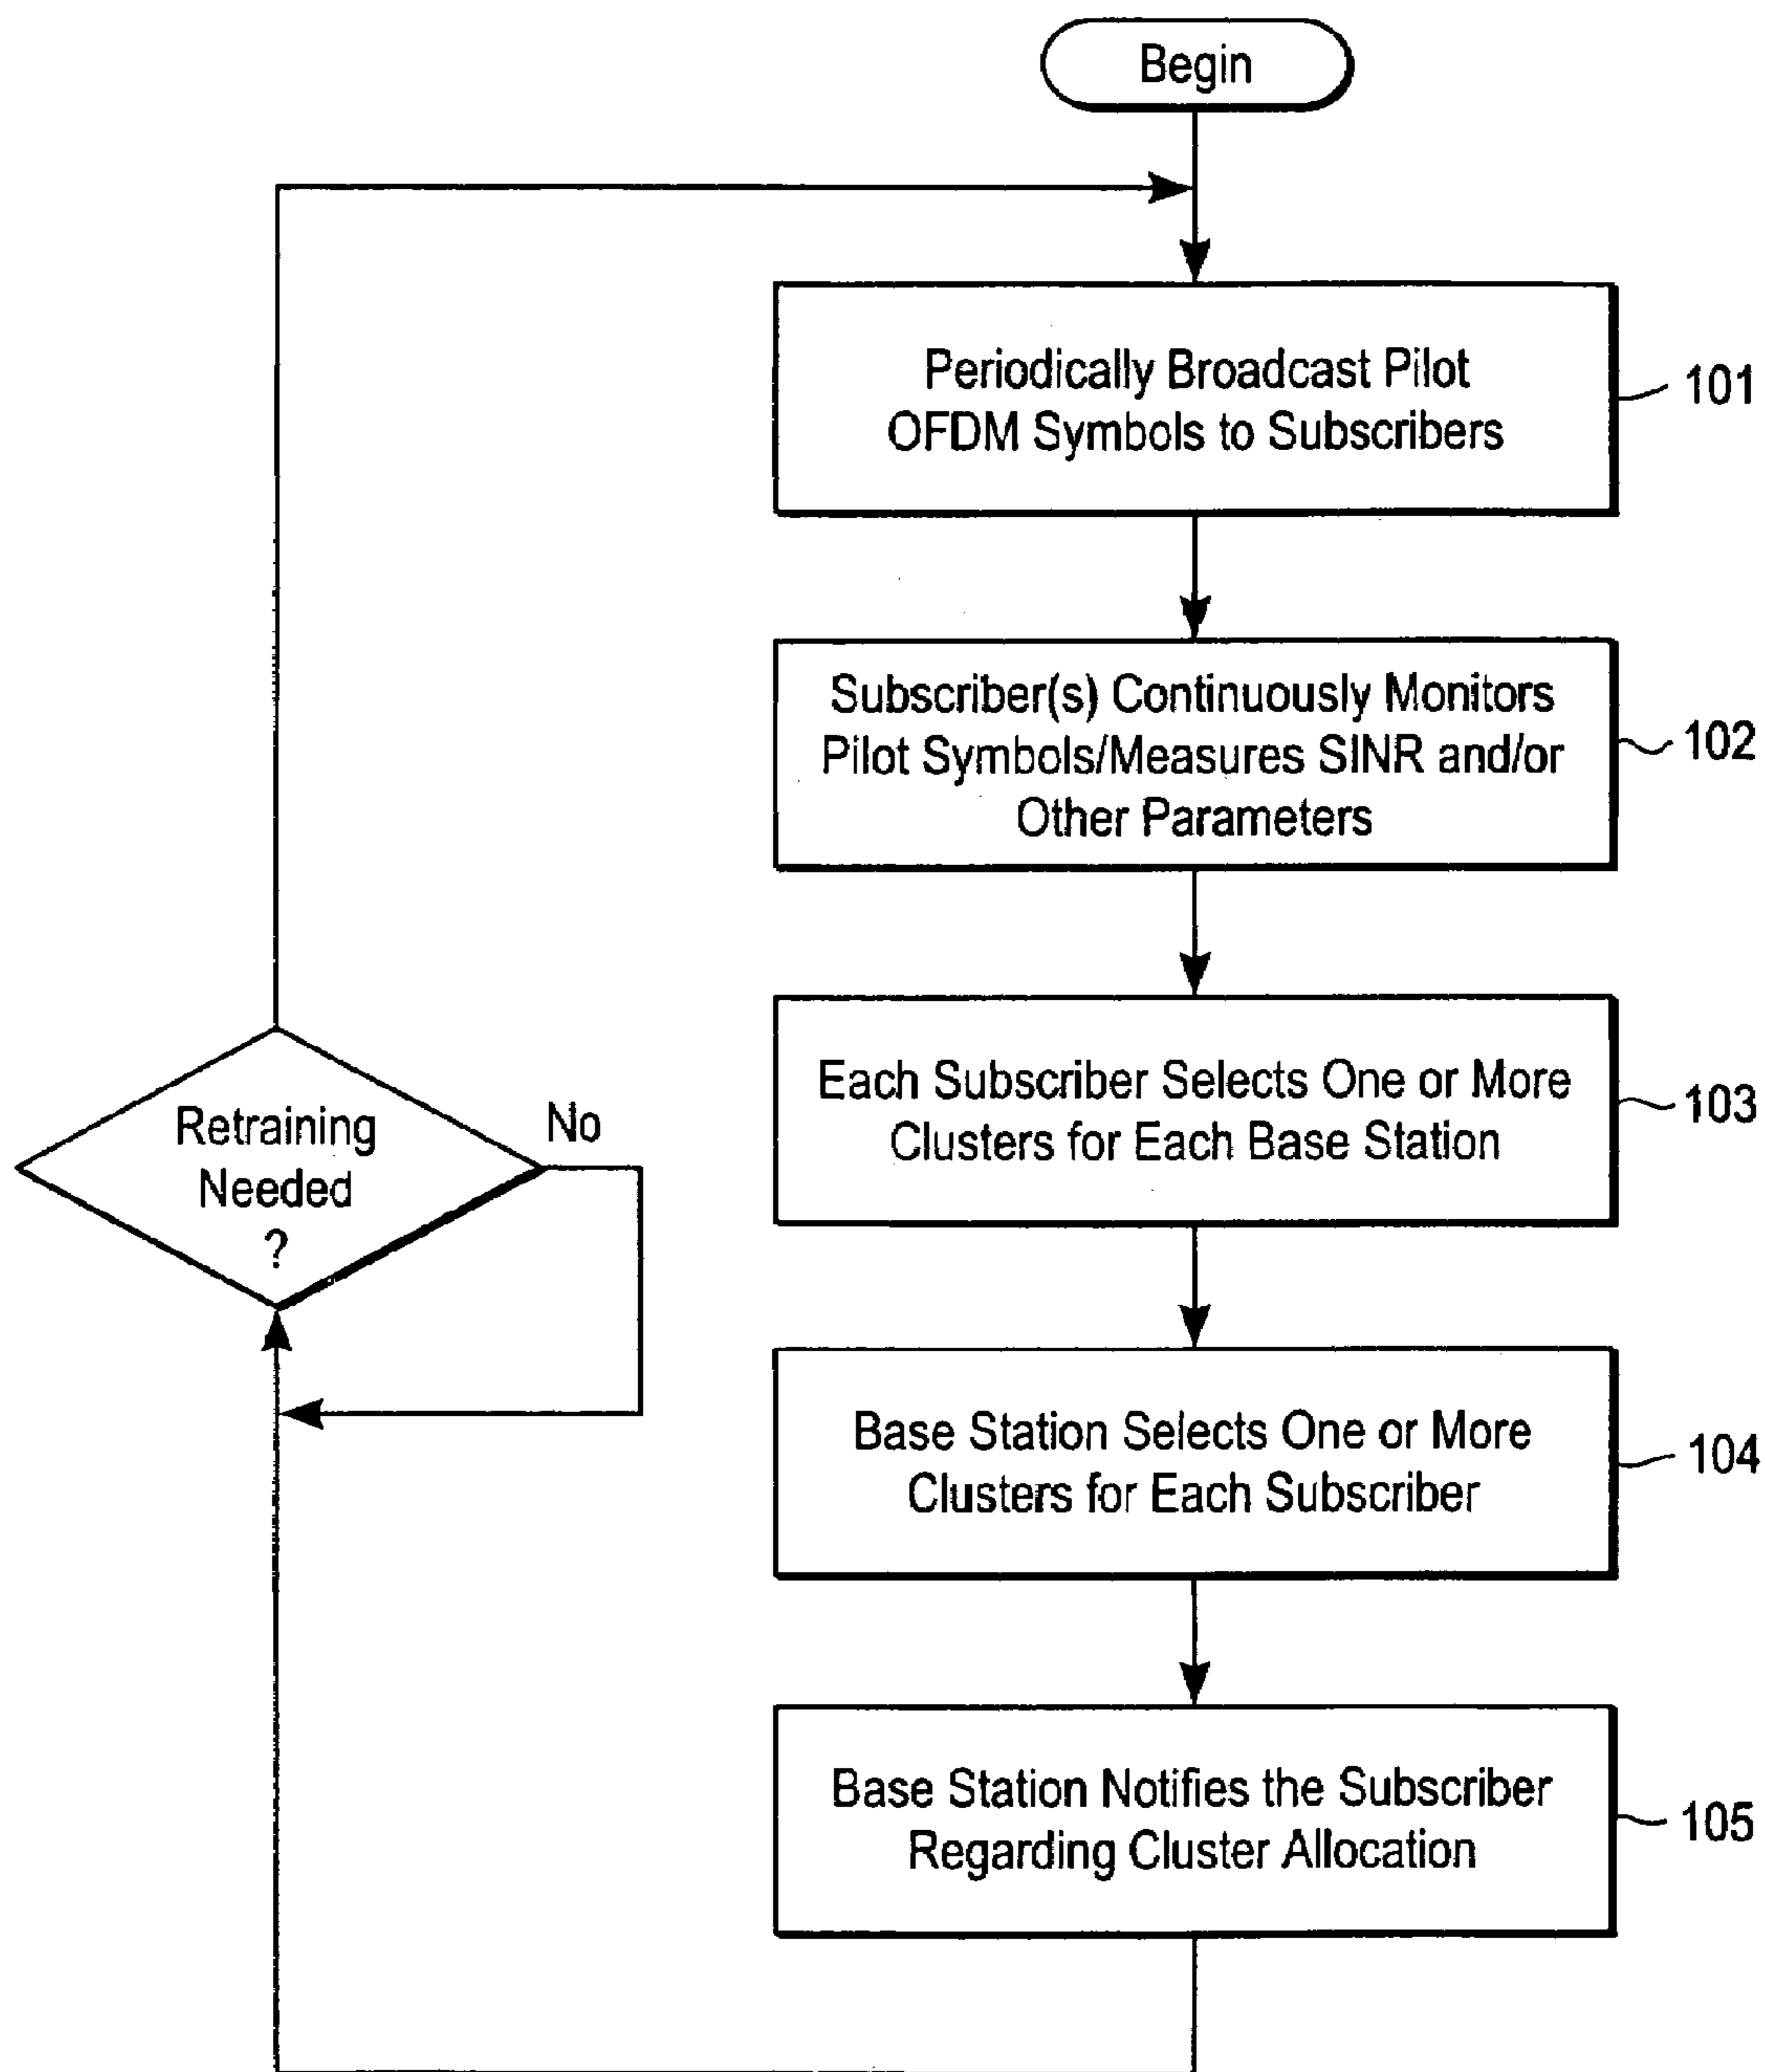 Begin
Periodically Broadcast Pilot
OFDM Symbols to Subscribers
101
Subscriber(s) Continuously Monitors
Pilot Symbols/Measures SINR and/or
Other Parameters
102
Each Subscriber Selects One or More
Clusters for Each Base Station
103
Retraining
Needed
?
No
Base Station Selects One or More
Clusters for Each Subscriber
104
Base Station Notifies the Subscriber
Regarding Cluster Allocation
105